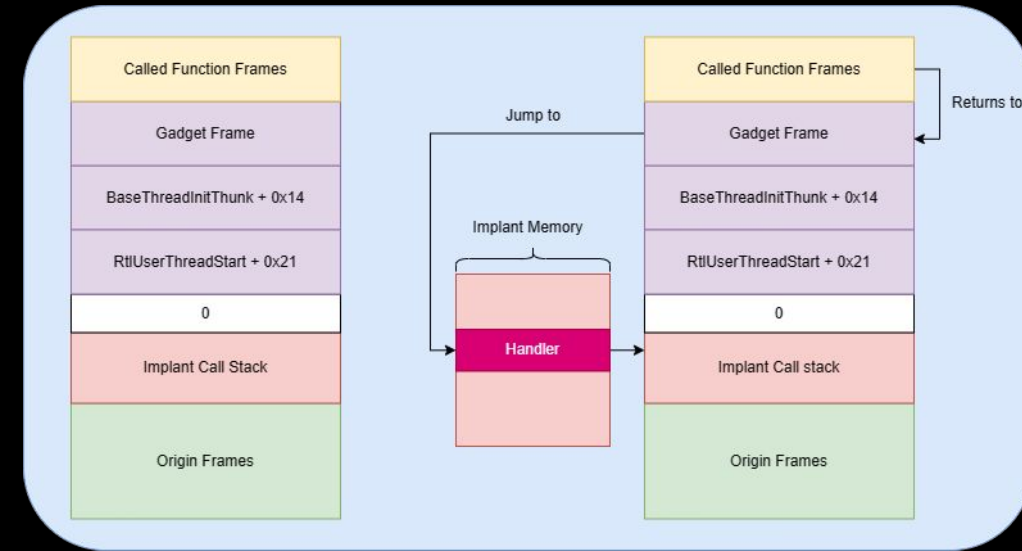 Called Function Frames
Gadget Frame
BaseThreadInitThunk + 0x14
RtlUserThreadStart + 0x21
0
Implant Call Stack
Origin Frames
Jump to
Implant Memory
Handler
Called Function Frames
Returns to
Gadget Frame
BaseThreadInitThunk + 0x14
RtlUserThreadStart + 0x21
0
Implant Call stack
Origin Frames